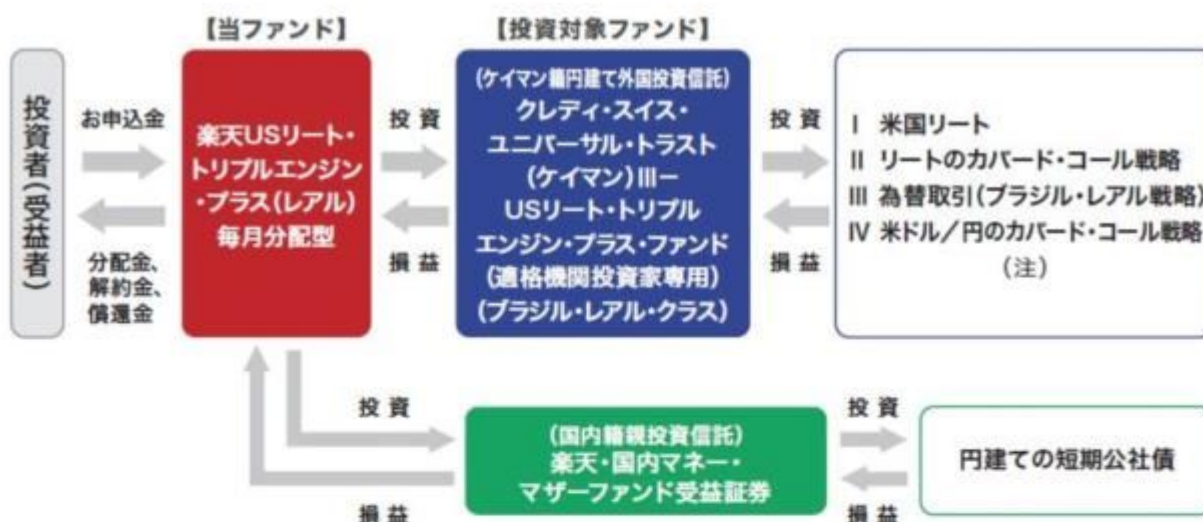 【当ファンド】
【投資対象ファンド】
投資者(受益者)
お申込金
分配金、
解約金、
償還金
楽天USリート・
トリプルエンジン
・プラス(レアル)
毎月分配型
投資
損益
(ケイマン籍円建て外国投資信託)
クレディ・スイス・
ユニバーサル・トラスト
(ケイマン)Ⅲ－
USリート・トリプル
エンジン・プラス・ファンド
(適格機関投資家専用)
(ブラジル・レアル・クラス)
投資
損益
Ⅰ 米国リート
Ⅱ リートのカバード・コール戦略
Ⅲ 為替取引(ブラジル・レアル戦略)
Ⅳ 米ドル／円のカバード・コール戦略
(注)
投資
損益
(国内籍親投資信託)
楽天・国内マネー・
マザーファンド受益証券
投資
損益
円建ての短期公社債